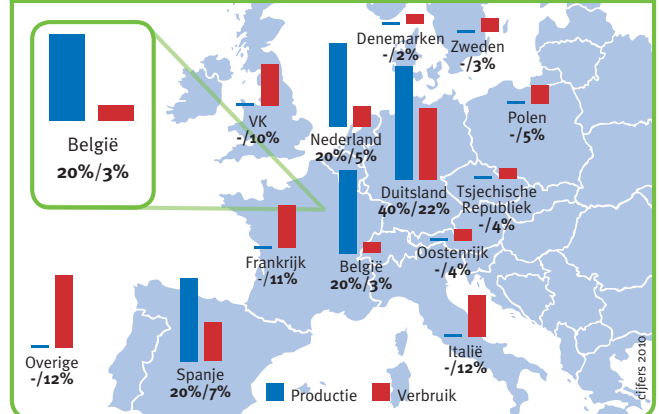 België
20%/3%
Denemarken
-/2%
Zweden
-/3%
VK
-/10%
Nederland
20%/5%
Polen
-/5%
Duitsland
40%/22%
Tsjechische
Republiek
-/4%
Frankrijk
-/11%
België
20%/3%
Oostenrijk
-/4%
Overige
-/12%
Spanje
20%/7%
Italië
-/12%
Productie
Verbruik
cijfers 2010